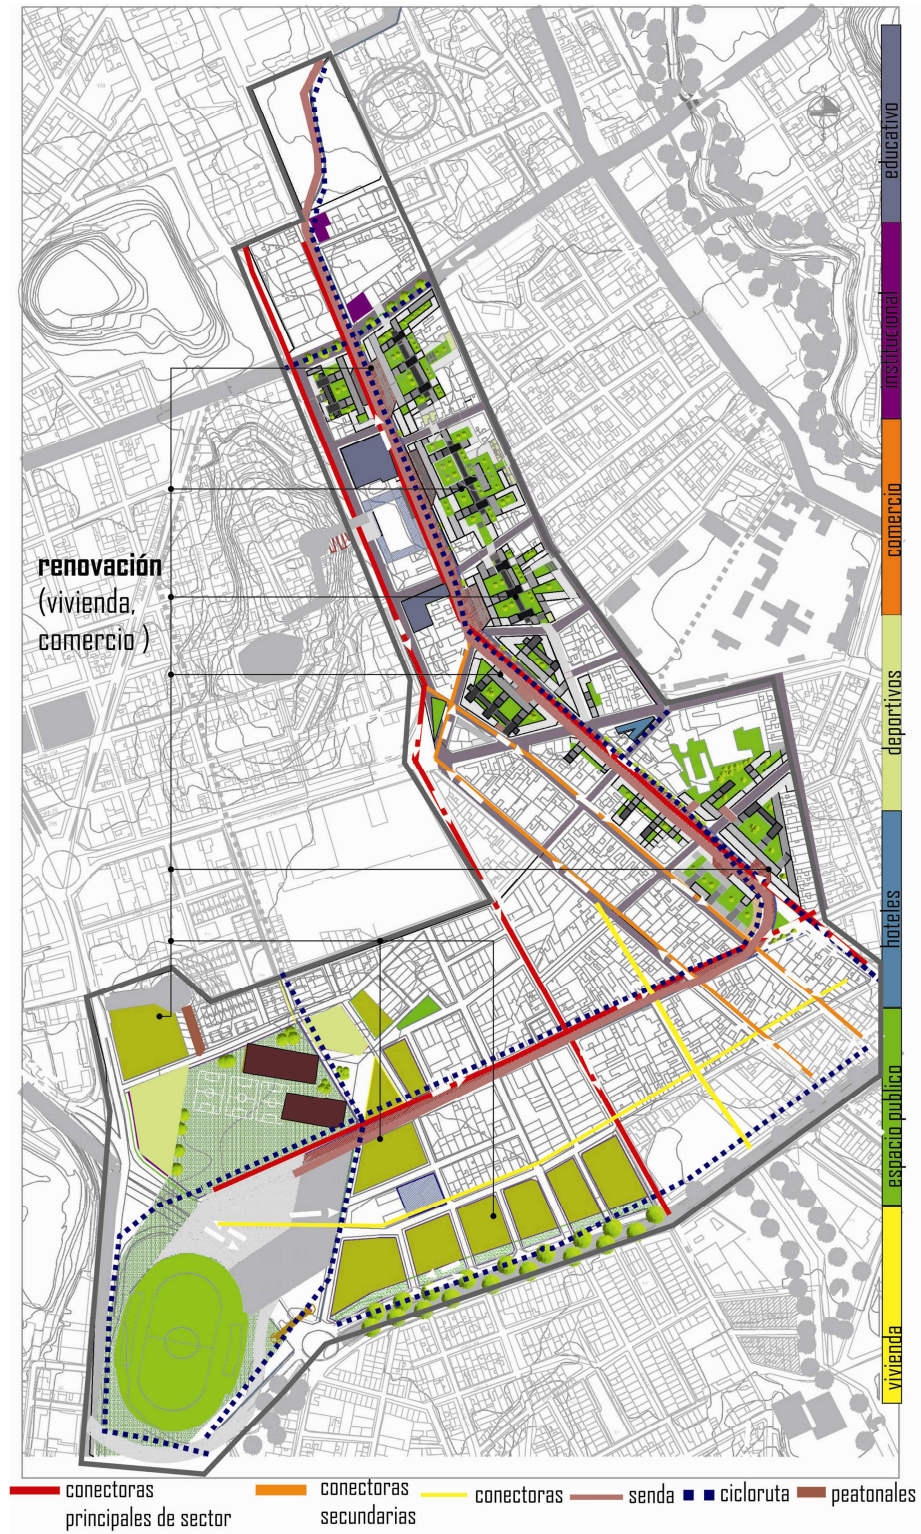 educativo
institucional
comercio
deportivos
hoteles
espacio publico
vivienda
renovación
(vivienda,
comercio )
conectoras
principales de sector
conectoras
secundarias
conectoras
senda
cicloruta
peatonales